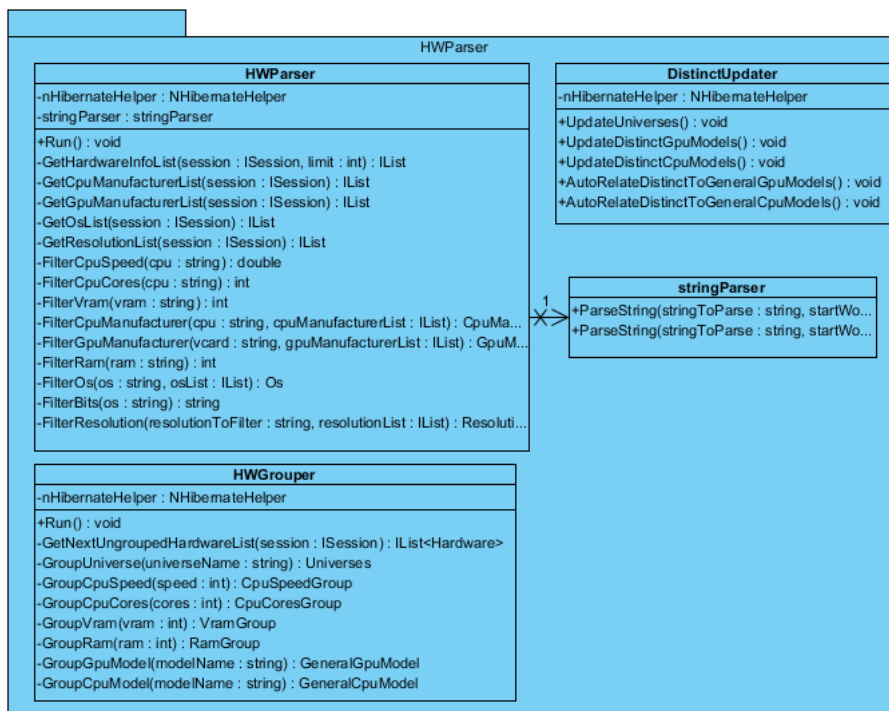 HWParser
HWParser
-nHibernateHelper : NHibernateHelper
-stringParser : stringParser
+Run() : void
-GetHardwareInfoList(session : ISession, limit : int) : IList
-GetCpuManufacturerList(session : ISession) : IList
-GetGpuManufacturerList(session : ISession) : IList
-GetOsList(session : ISession) : IList
-GetResolutionList(session : ISession) : IList
-FilterCpuSpeed(cpu : string) : double
-FilterCpuCores(cpu : string) : int
-FilterVram(vram : string) : int
-FilterCpuManufacturer(cpu : string, cpuManufacturerList : IList) : CpuMa...
-FilterGpuManufacturer(vcard : string, gpuManufacturerList : IList) : GpuM...
-FilterRam(ram : string) : int
-FilterOs(os : string, osList : IList) : Os
-FilterBits(os : string) : string
-FilterResolution(resolutionToFilter : string, resolutionList : IList) : Resoluti...
DistinctUpdater
-nHibernateHelper : NHibernateHelper
+UpdateUniverses() : void
+UpdateDistinctGpuModels() : void
+UpdateDistinctCpuModels() : void
+AutoRelateDistinctToGeneralGpuModels() : void
+AutoRelateDistinctToGeneralCpuModels() : void
1
stringParser
+ParseString(stringToParse : string, startWo...
+ParseString(stringToParse : string, startWo...
HWGrouper
-nHibernateHelper : NHibernateHelper
+Run() : void
-GetNextUngroupedHardwareList(session : ISession) : IList<Hardware>
-GroupUniverse(universeName : string) : Universes
-GroupCpuSpeed(speed : int) : CpuSpeedGroup
-GroupCpuCores(cores : int) : CpuCoresGroup
-GroupVram(vram : int) : VramGroup
-GroupRam(ram : int) : RamGroup
-GroupGpuModel(modelName : string) : GeneralGpuModel
-GroupCpuModel(modelName : string) : GeneralCpuModel